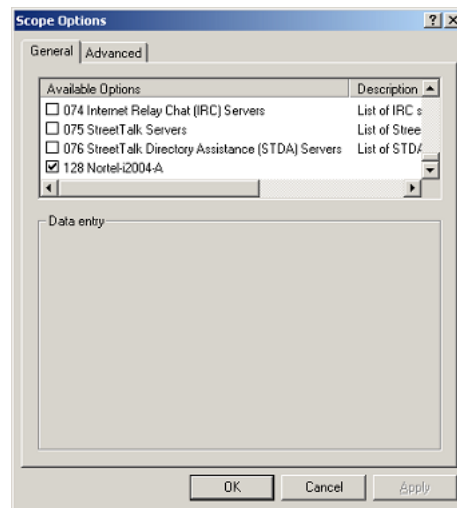 Scope Options
General Advanced
Available Options Description
074 Internet Relay Chat (IRC) Servers List of IRC s
075 StreetTalk Servers List of Stree
076 StreetTalk Directory Assistance (STDA) Servers List of STDA
128 Nortel-i2004-A
Data entry
OK Cancel Apply